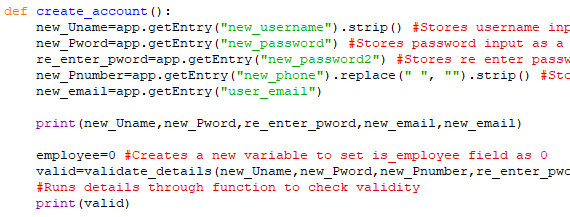 def create_account():
    new_Uname=app.getEntry("new_username").strip() #Stores username inp
    new_Pword=app.getEntry("new_password") #Stores password input as a
    re_enter_pword=app.getEntry("new_password2") #Stores re enter passw
    new_Pnumber=app.getEntry("new_phone").replace(" ", "").strip() #Sto
    new_email=app.getEntry("user_email")
    print(new_Uname,new_Pword,re_enter_pword,new_email,new_email)
    employee=0 #Creates a new variable to set is_employee field as 0
    valid=validate_details(new_Uname,new_Pword,new_Pnumber,re_enter_pwo
    #Runs details through function to check validity
    print(valid)